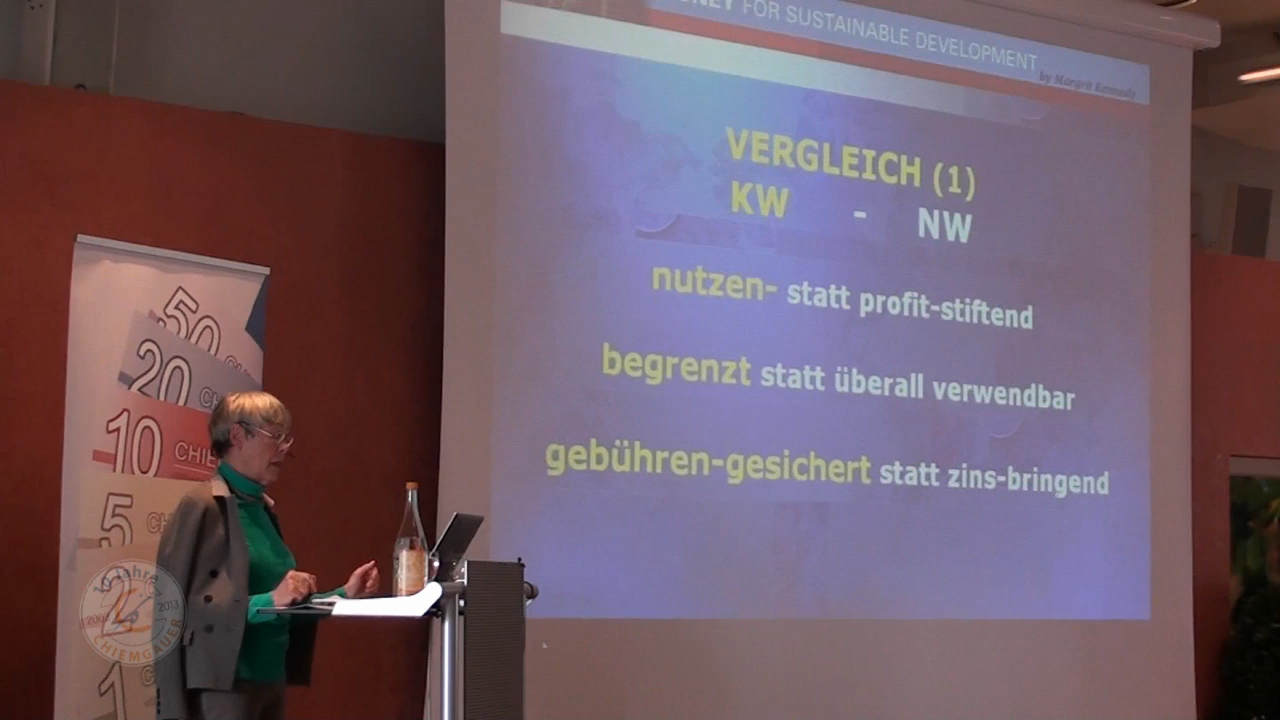 FOR SUSTAINABLE DEVELOPMENT
by Margrit Kennedy
VERGLEICH (1)
KW - NW
nutzen- statt profit-stiftend
begrenzt statt überall verwendbar
gebühren-gesichert statt zins-bringend
50
20
10
5
1
10 Jahre
2013
CHIEMGAUER